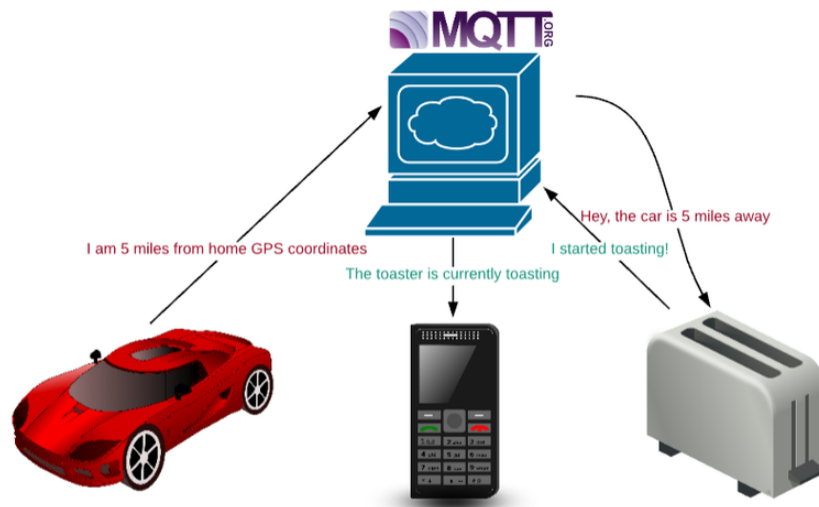 MQTT.ORG
Hey, the car is 5 miles away
I am 5 miles from home GPS coordinates
I started toasting!
The toaster is currently toasting